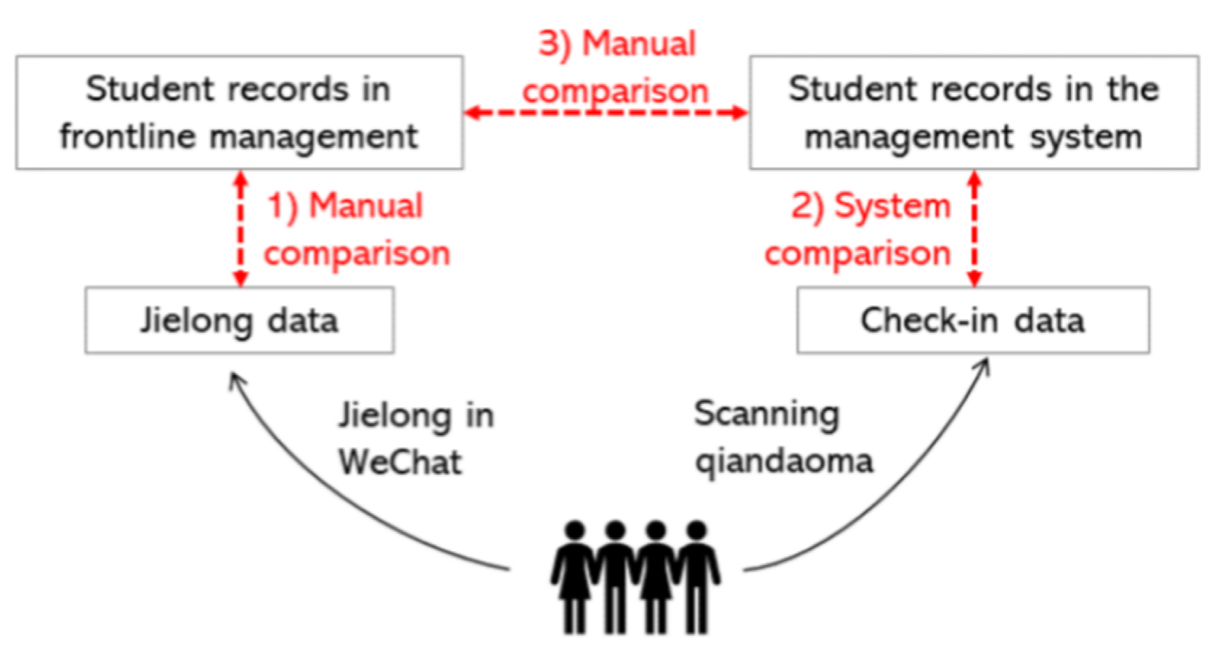 3) Manual
comparison
Student records in
frontline management
Student records in the
management system
1) Manual
comparison
2) System
comparison
Jielong data
Check-in data
Jielong in
WeChat
Scanning
qiandaoma